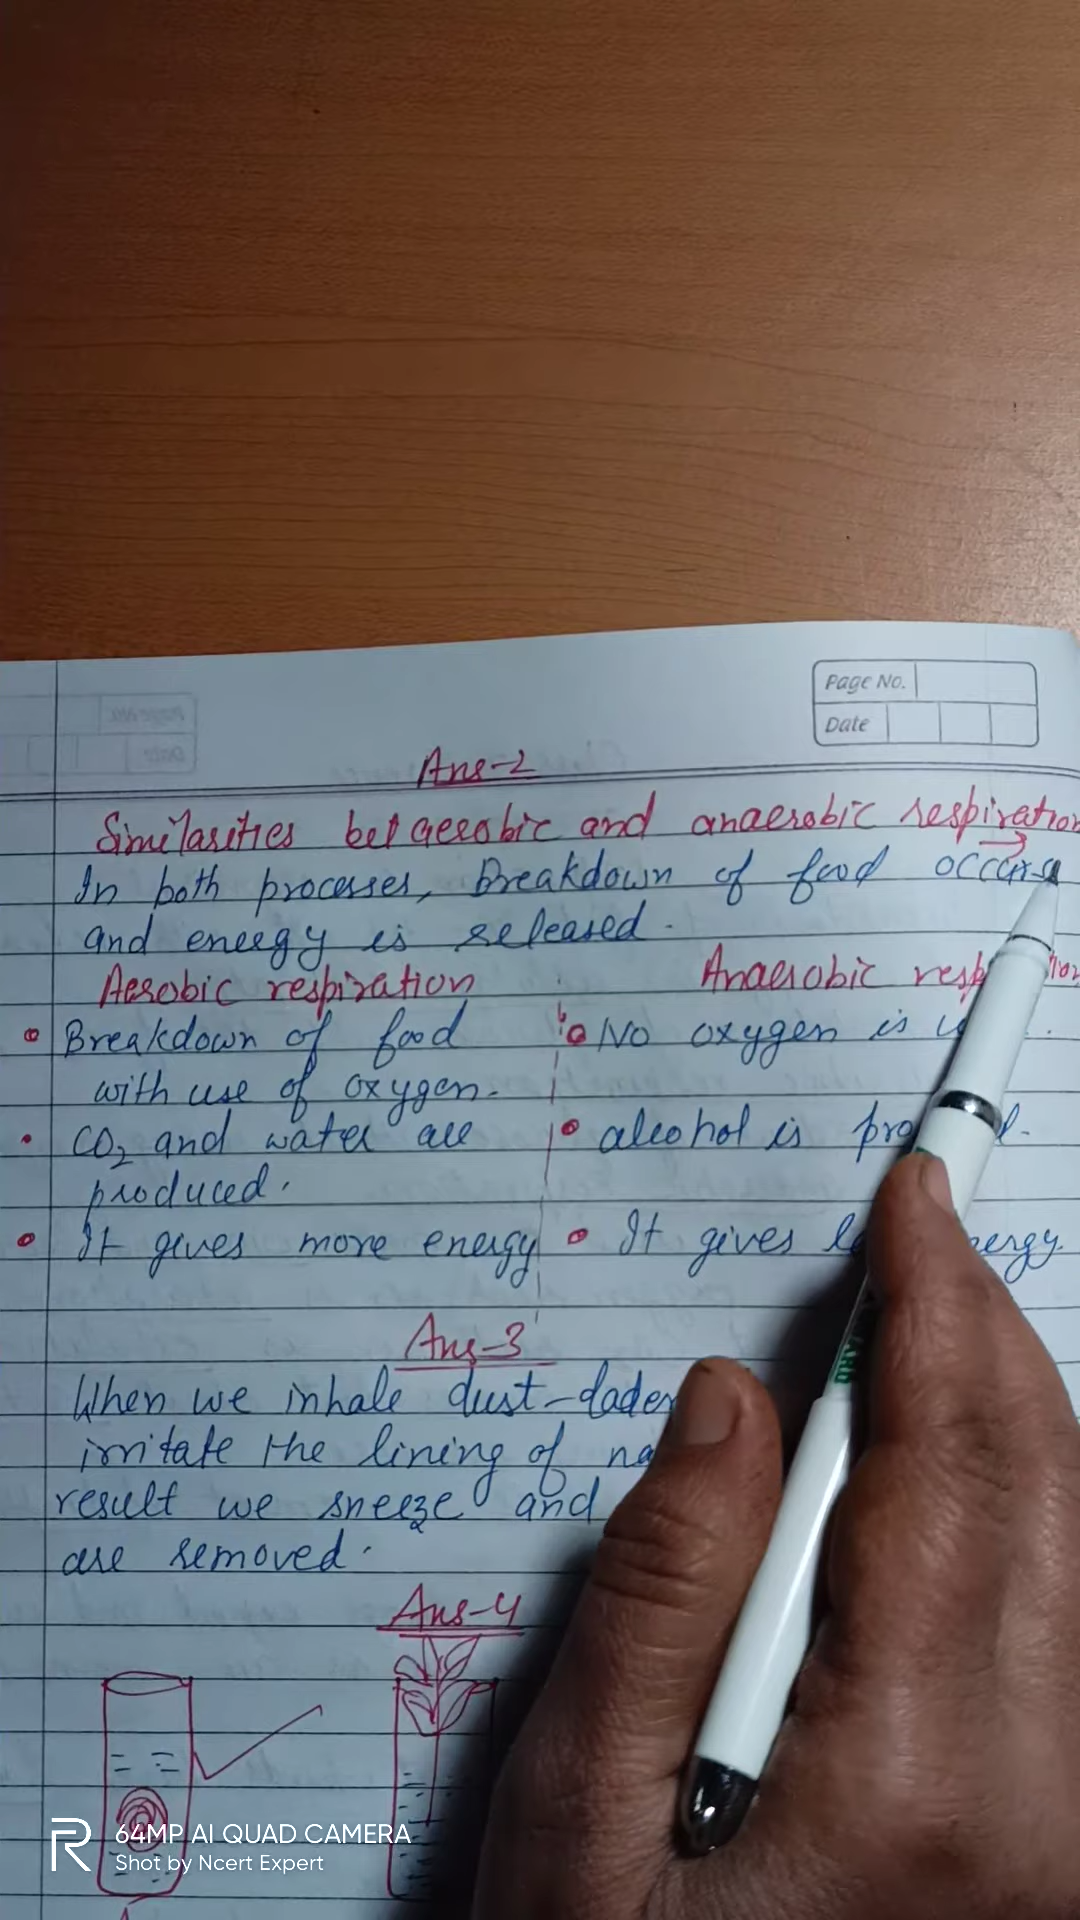 Page No.
Date
Ans-2
Similarities bet aerobic and anaerobic respiration
In both processes, Breakdown of food occurs
and energy is released.
Aerobic respiration Anaerobic
Breakdown of food
with use of oxygen.
No oxygen is
CO₂ and water are
produced.
alcohol is
It gives more energy
It gives
Ans-3
When we inhale dust-laden
irritate the lining of
result we sneeze and
are removed.
Ans-4
64MP AI QUAD CAMERA
Shot by Ncert Expert